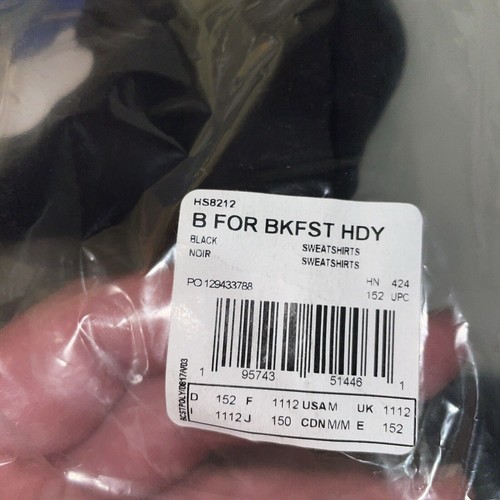 HS8212
B FOR BKFST HDY
BLACK SWEATSHIRTS
NOIR SWEATSHIRTS
HN 424
PO 129433788
152 UPC
1 95743 51446 1
D 152 F 1112 USA M UK 1112
I 1112 J 150 CDN M/M E 152